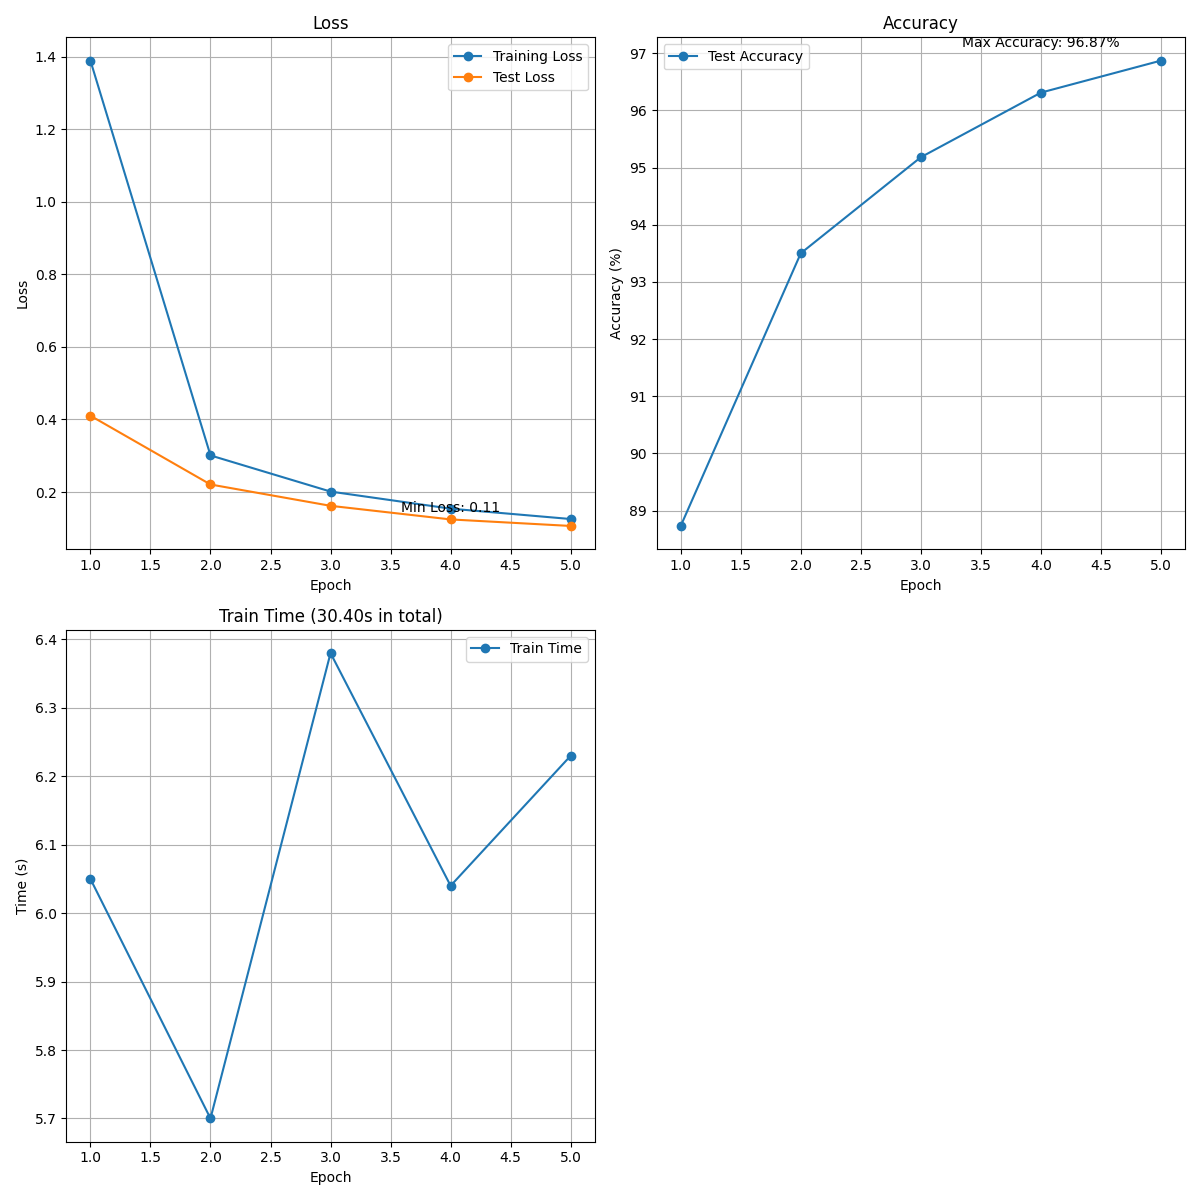 Loss
Training Loss
Test Loss
1.4
1.2
1.0
0.8
0.6
0.4
0.2
Loss
Min Loss: 0.11
1.0 1.5 2.0 2.5 3.0 3.5 4.0 4.5 5.0
Epoch
Accuracy
Max Accuracy: 96.87%
Test Accuracy
97
96
95
94
93
92
91
90
89
Accuracy (%)
1.0 1.5 2.0 2.5 3.0 3.5 4.0 4.5 5.0
Epoch
Train Time (30.40s in total)
Train Time
6.4
6.3
6.2
6.1
6.0
5.9
5.8
5.7
Time (s)
1.0 1.5 2.0 2.5 3.0 3.5 4.0 4.5 5.0
Epoch